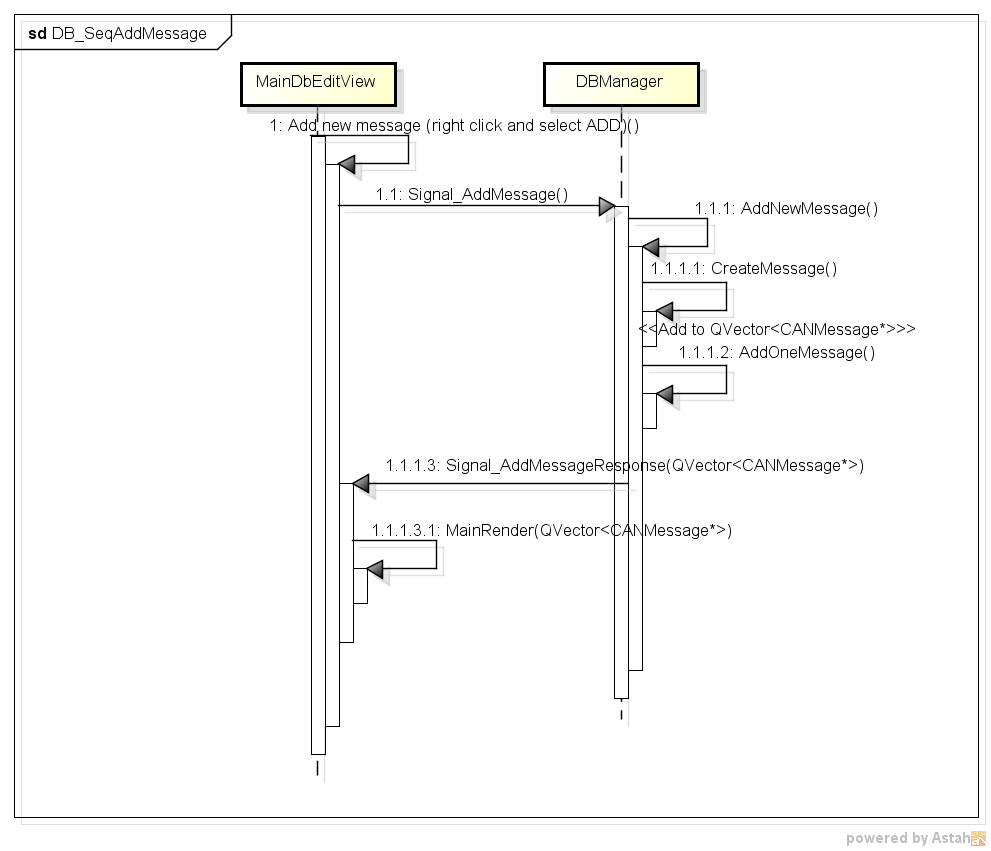 sd DB_SeqAddMessage
MainDbEditView
DBManager
1: Add new message (right click and select ADD)()
1.1: Signal_AddMessage()
1.1.1: AddNewMessage()
1.1.1.1: CreateMessage()
<<Add to QVector<CANMessage*>>>
1.1.1.2: AddOneMessage()
1.1.1.3: Signal_AddMessageResponse(QVector<CANMessage*>)
1.1.1.3.1: MainRender(QVector<CANMessage*>)
powered by Astah